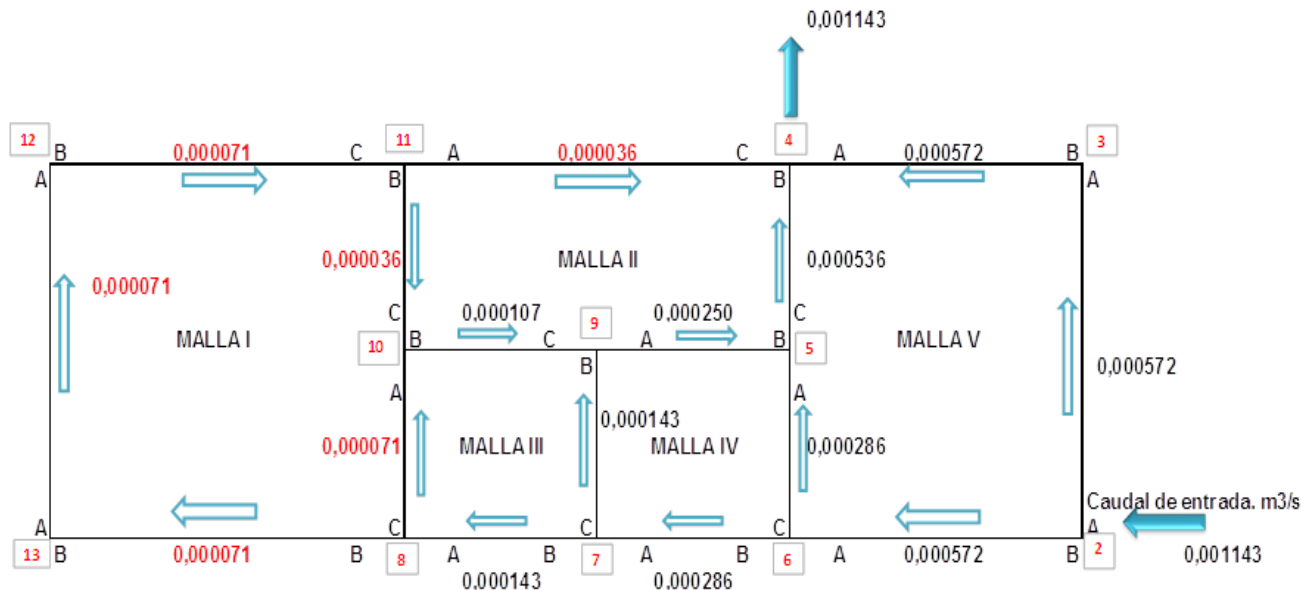 0,001143
12
11
4
3
B
0,000071
C
A
0,000036
C
A
0,000572
B
A
B
B
A
0,000071
0,000036
MALLA II
0,000536
C
0,000107
9
0,000250
C
MALLA I
10
B
C
A
B
5
MALLA V
B
0,000572
A
A
0,000143
0,000071
MALLA III
MALLA IV
0,000286
Caudal de entrada. m3/s
A
C
C
C
A
13
B
0,000071
B
8
A
B
7
A
B
6
A
0,000572
B
2
0,001143
0,000143
0,000286